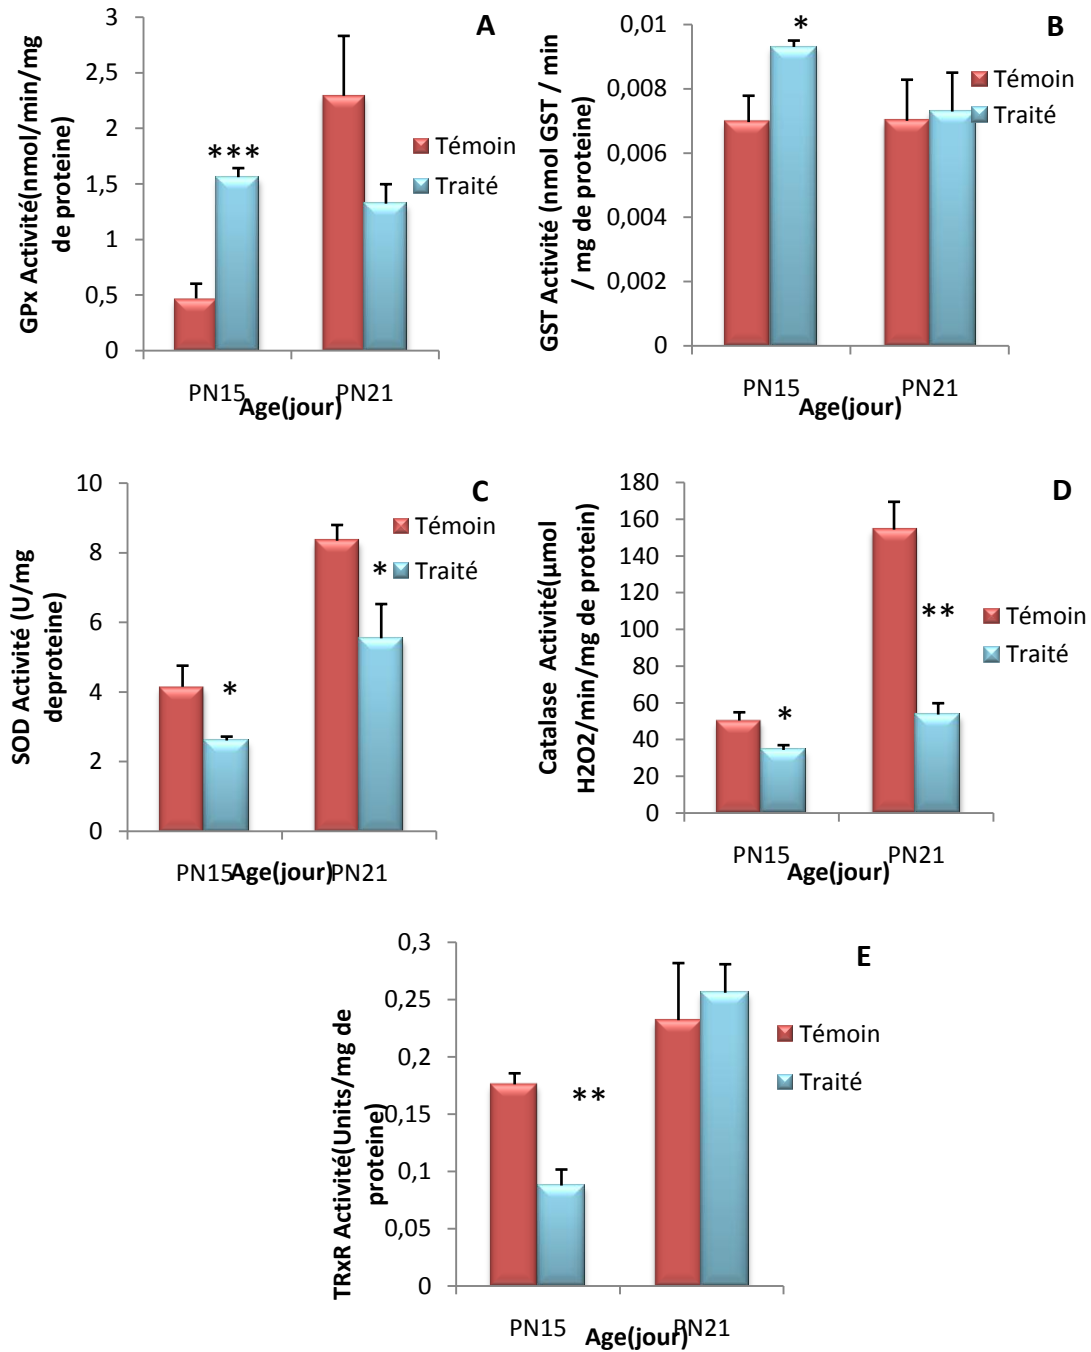 A
GPx Activité(nmol/min/mg
de proteine)
3
2,5
2
1,5
1
0,5
0
***
Témoin
Traité
PN15
PN21
Age(jour)
B
GST Activité (nmol GST / min
/ mg de proteine)
0,01
0,008
0,006
0,004
0,002
0
*
Témoin
Traité
PN15
PN21
Age(jour)
C
SOD Activité (U/mg
deproteine)
10
8
6
4
2
0
*
*
Témoin
Traité
PN15
PN21
Age(jour)
D
Catalase Activité(µmol
H2O2/min/mg de protein)
180
160
140
120
100
80
60
40
20
0
*
**
Témoin
Traité
PN15
PN21
Age(jour)
E
TRxR Activité(Units/mg de
proteine)
0,3
0,25
0,2
0,15
0,1
0,05
0
**
Témoin
Traité
PN15
PN21
Age(jour)